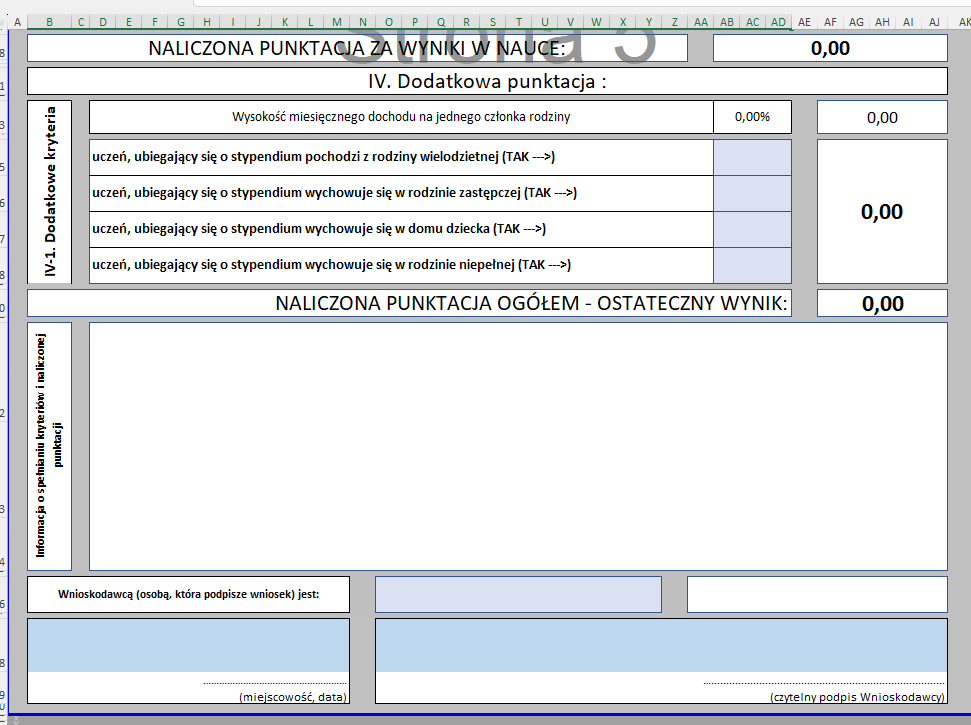 A B C D E F G H I J K L M N O P Q R S T U V W X Y Z AA AB AC AD AE AF AG AH AI AJ AK
Strona 5
NALICZONA PUNKTACJA ZA WYNIKI W NAUCE: 0,00
IV. Dodatkowa punktacja :
IV-1. Dodatkowe kryteria
Wysokość miesięcznego dochodu na jednego członka rodziny 0,00% 0,00
uczeń, ubiegający się o stypendium pochodzi z rodziny wielodzietnej (TAK --->)
uczeń, ubiegający się o stypendium wychowuje się w rodzinie zastępczej (TAK --->)
uczeń, ubiegający się o stypendium wychowuje się w domu dziecka (TAK --->)
uczeń, ubiegający się o stypendium wychowuje się w rodzinie niepełnej (TAK --->)
0,00
NALICZONA PUNKTACJA OGÓŁEM - OSTATECZNY WYNIK: 0,00
Informacja o spełnianiu kryteriów i naliczonej
punktacji
Wnioskodawcą (osobą, która podpisze wniosek) jest:
(miejscowość, data) (czytelny podpis Wnioskodawcy)